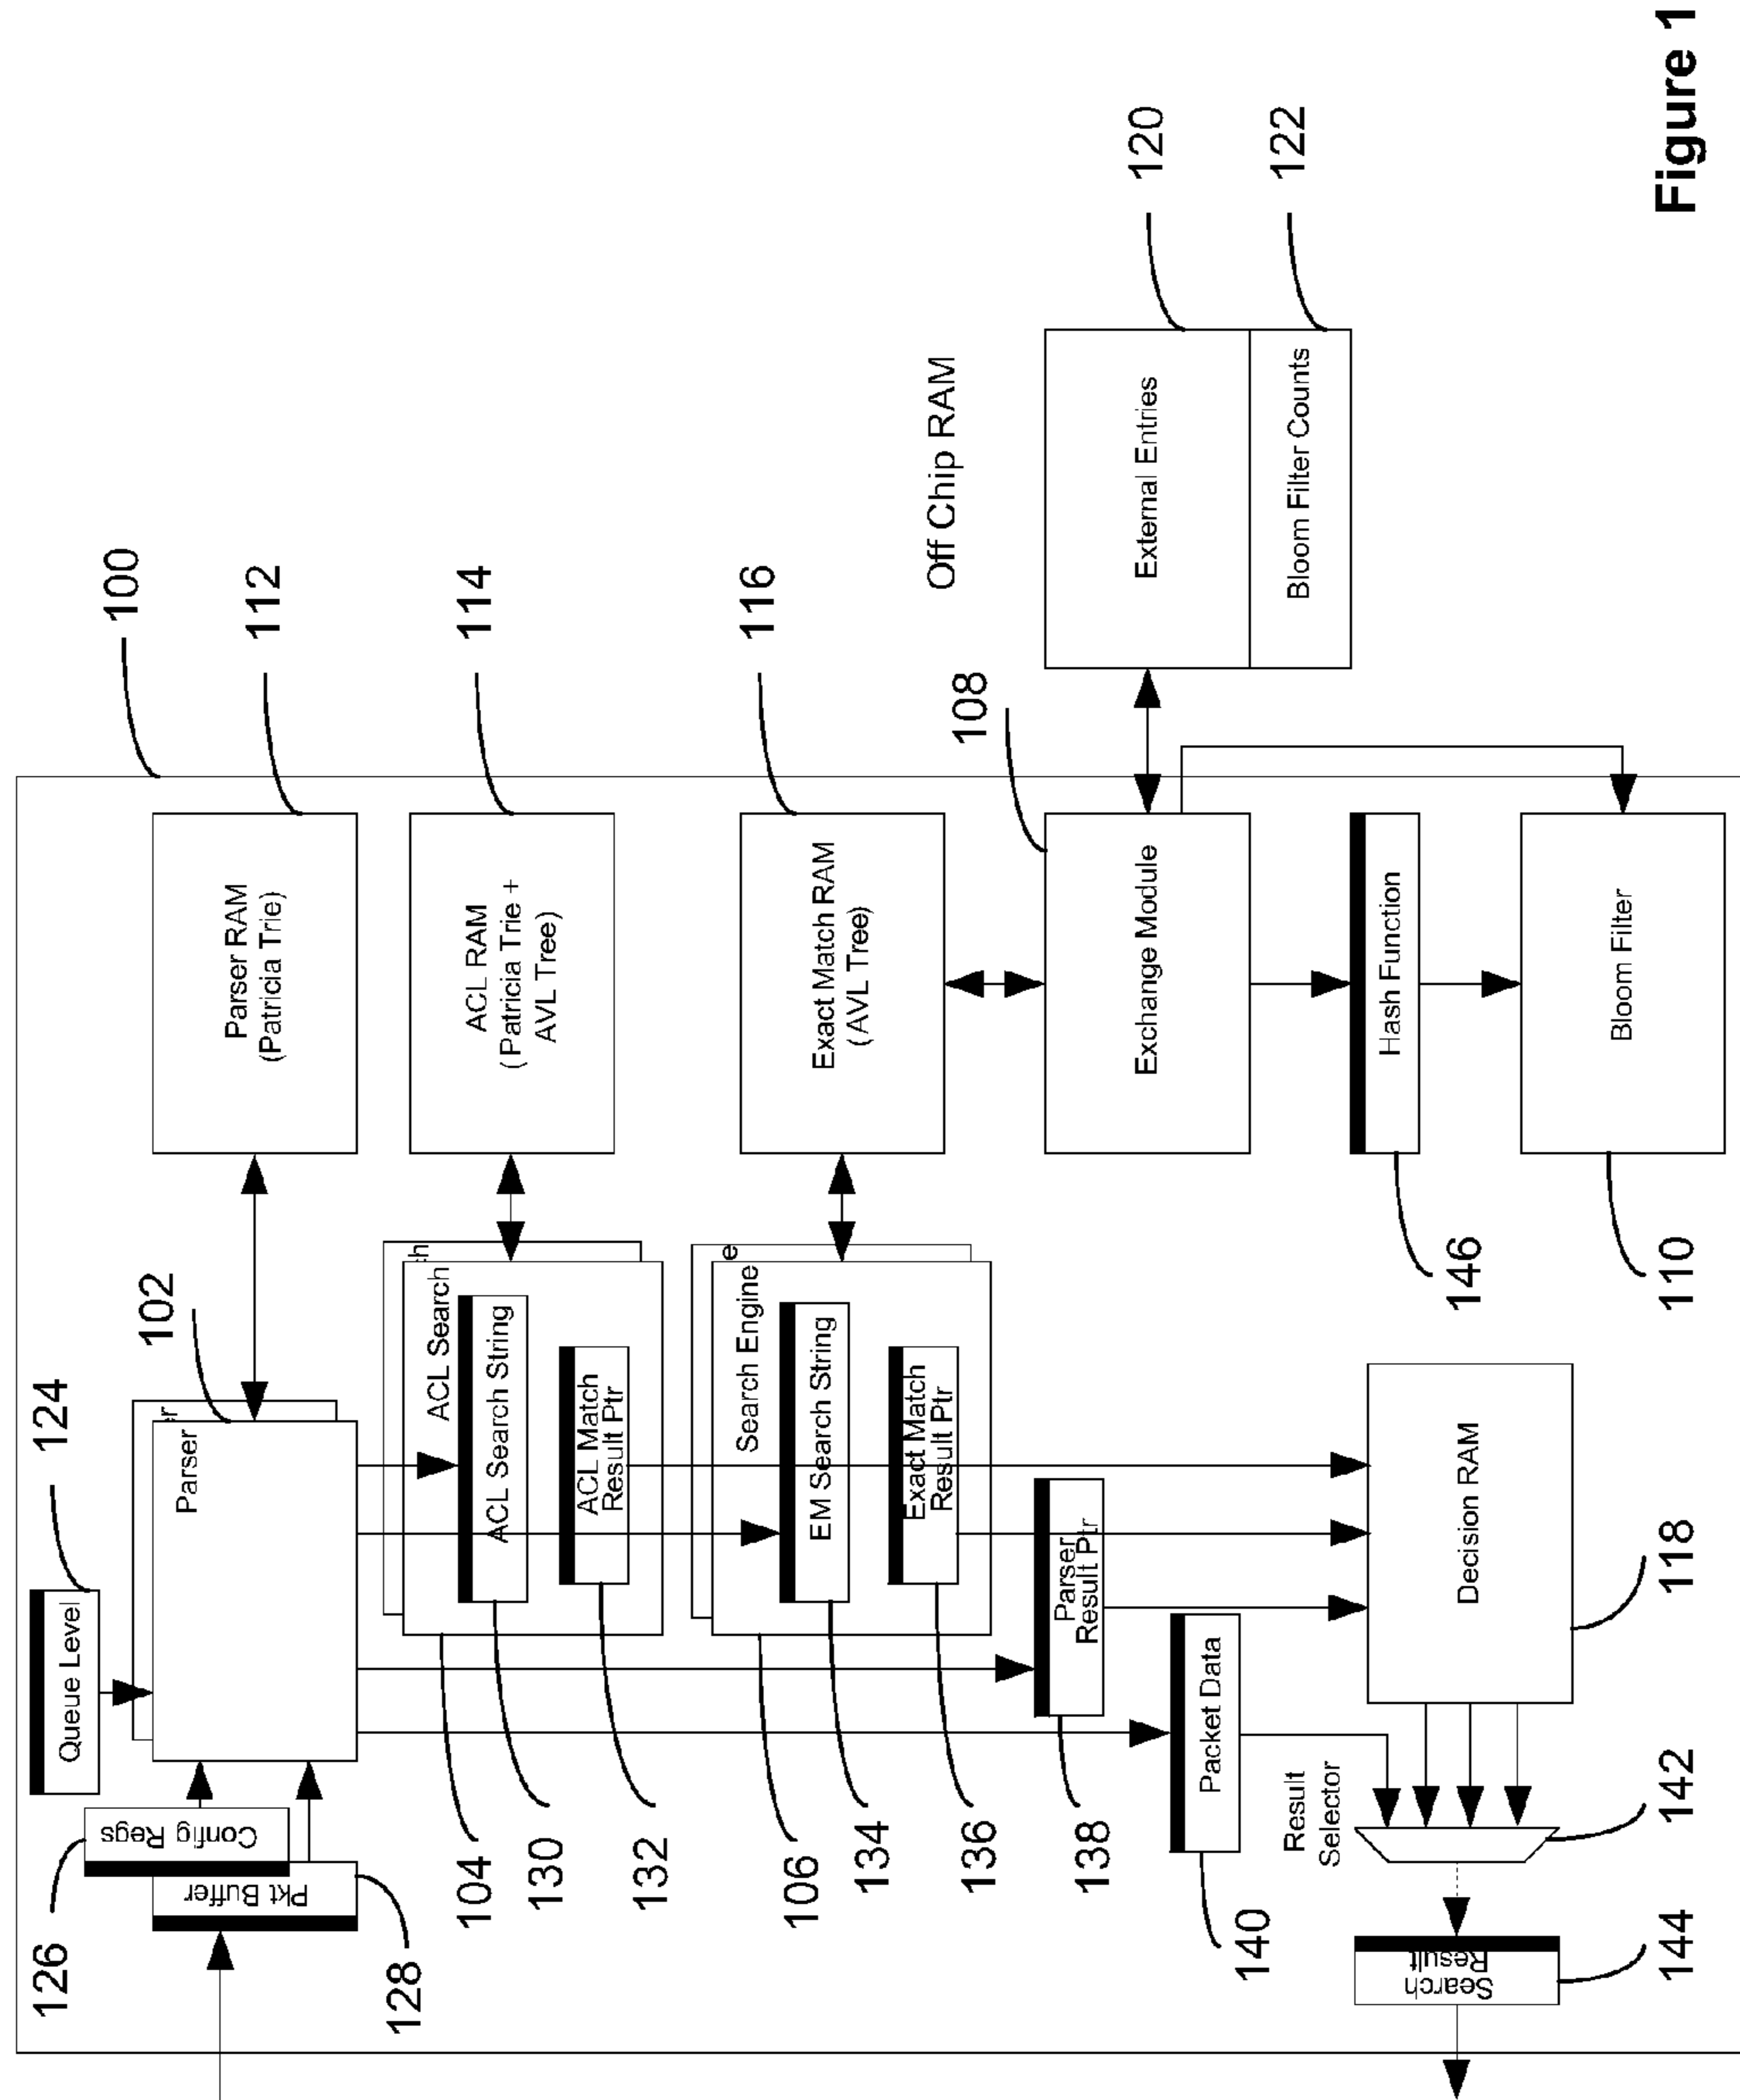 100
124
Queue Level
126
Config Regs
128
Pkt Buffer
102
Parser
er
112
Parser RAM
(Patricia Trie)
104
ACL Search
ch
130
ACL Search String
132
ACL Match
Result Ptr
114
ACL RAM
(Patricia Trie +
AVL Tree)
106
Search Engine
e
134
EM Search String
136
Exact Match
Result Ptr
116
Exact Match RAM
(AVL Tree)
138
Parser
Result Ptr
140
Packet Data
108
Exchange Module
Off Chip RAM
External Entries
120
Bloom Filter Counts
122
146
Hash Function
110
Bloom Filter
118
Decision RAM
Result
Selector
142
144
Search
Result
Figure 1